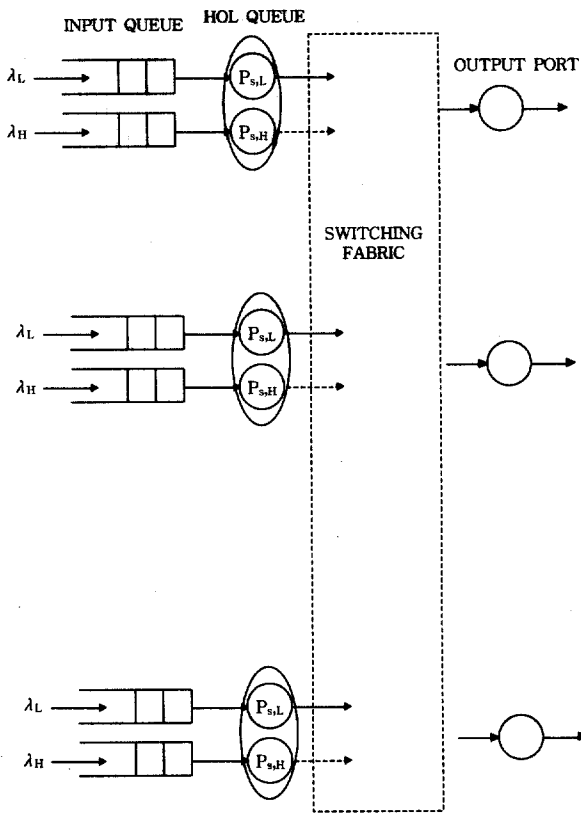 INPUT QUEUE
HOL QUEUE
OUTPUT PORT
λL
Ps,L
λH
Ps,H
SWITCHING
FABRIC
λL
Ps,L
λH
Ps,H
λL
Ps,L
λH
Ps,H